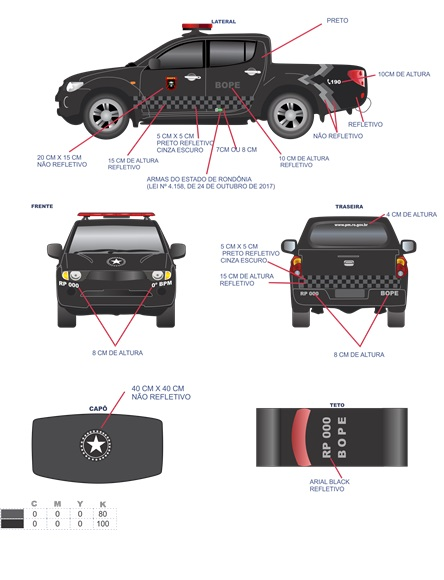 LATERAL
PRETO
BOPE
190
10CM DE ALTURA
REFLETIVO
NÃO REFLETIVO
5 CM X 5 CM
PRETO REFLETIVO
CINZA ESCURO
7CM OU 8 CM
20 CM X 15 CM
NÃO REFLETIVO
15 CM DE ALTURA
REFLETIVO
10 CM DE ALTURA
REFLETIVO
ARMAS DO ESTADO DE RONDÔNIA
(LEI Nº 4.158, DE 24 DE OUTUBRO DE 2017)
FRENTE
RP 000
0º BPM
8 CM DE ALTURA
TRASEIRA
www.pm.ro.gov.br
4 CM DE ALTURA
5 CM X 5 CM
PRETO REFLETIVO
CINZA ESCURO
15 CM DE ALTURA
REFLETIVO
RP 000
BOPE
8 CM DE ALTURA
40 CM X 40 CM
NÃO REFLETIVO
CAPÔ
TETO
RP 000
BOPE
ARIAL BLACK
REFLETIVO
C M Y K
0 0 0 80
0 0 0 100